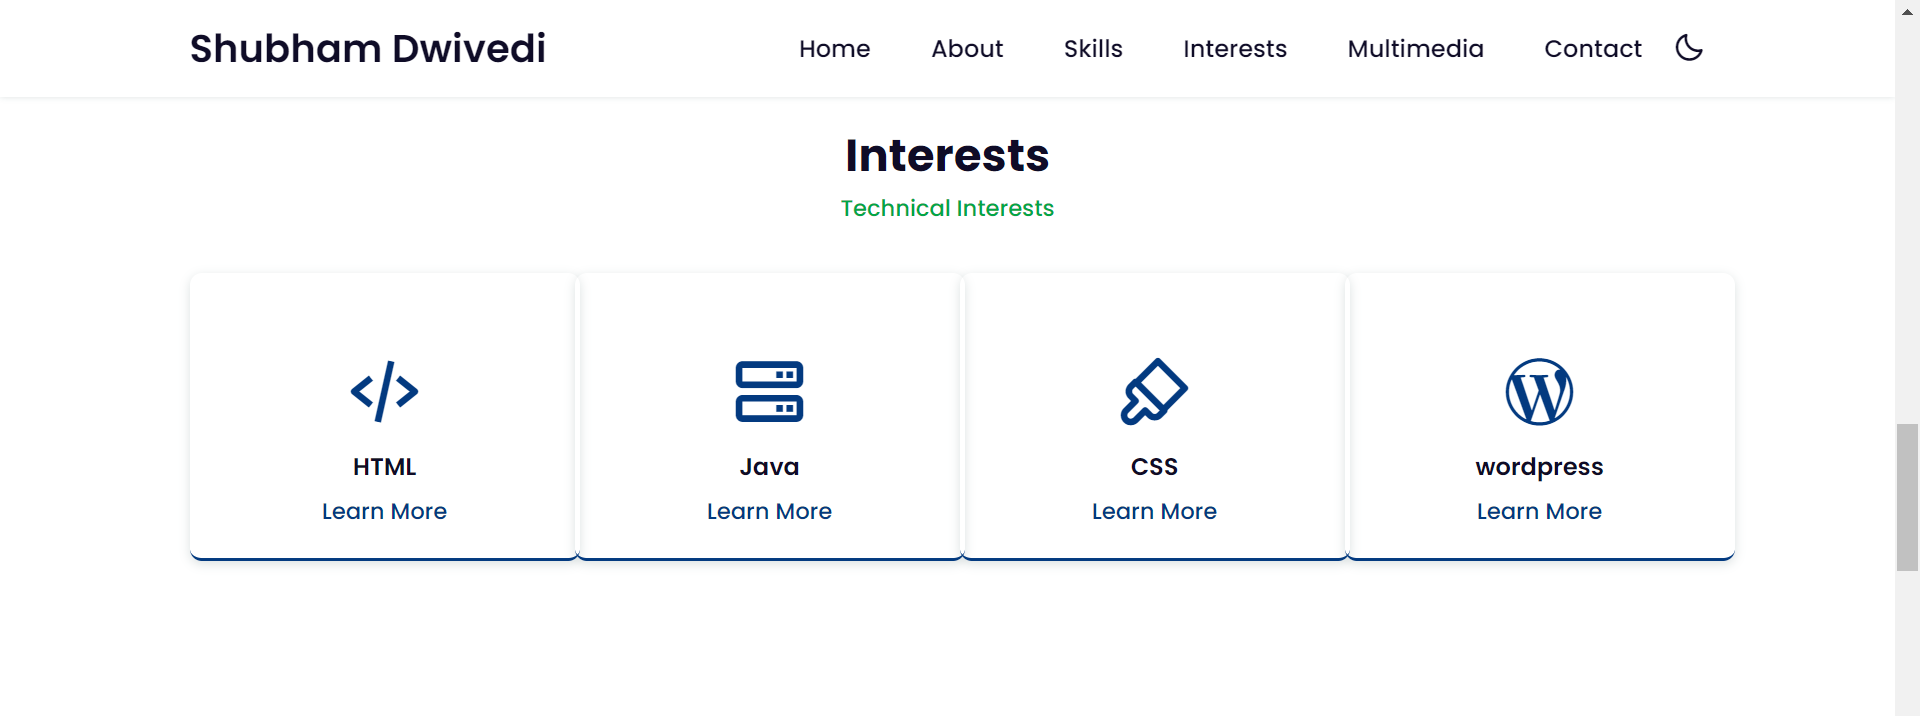 Shubham Dwivedi Home About Skills Interests Multimedia Contact
Interests
Technical Interests
HTML Java CSS wordpress
Learn More Learn More Learn More Learn More